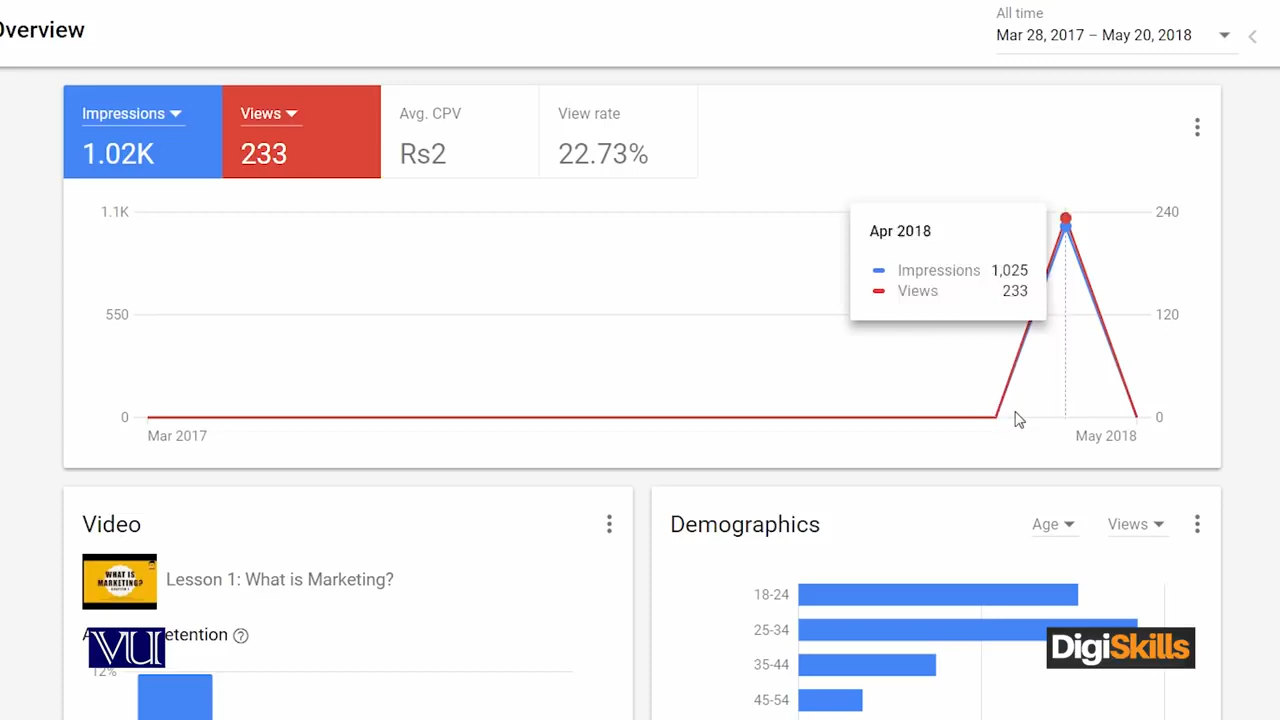 Overview
All time
Mar 28, 2017 – May 20, 2018
Impressions
1.02K
Views
233
Avg. CPV
Rs2
View rate
22.73%
1.1K
240
Apr 2018
Impressions 1,025
Views 233
550
120
0
0
Mar 2017
May 2018
Video
WHAT IS
MARKETING?
Lesson 1: What is Marketing?
etention
VU
12%
Demographics
Age
Views
18-24
25-34
35-44
45-54
DigiSkills